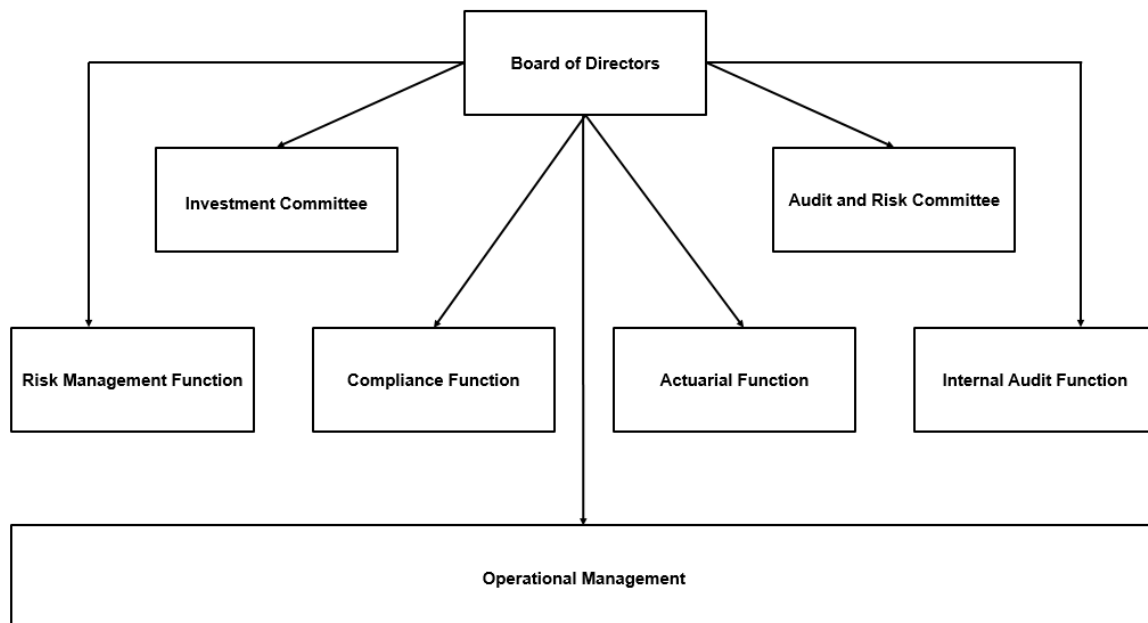 Board of Directors
Investment Committee
Audit and Risk Committee
Risk Management Function
Compliance Function
Actuarial Function
Internal Audit Function
Operational Management